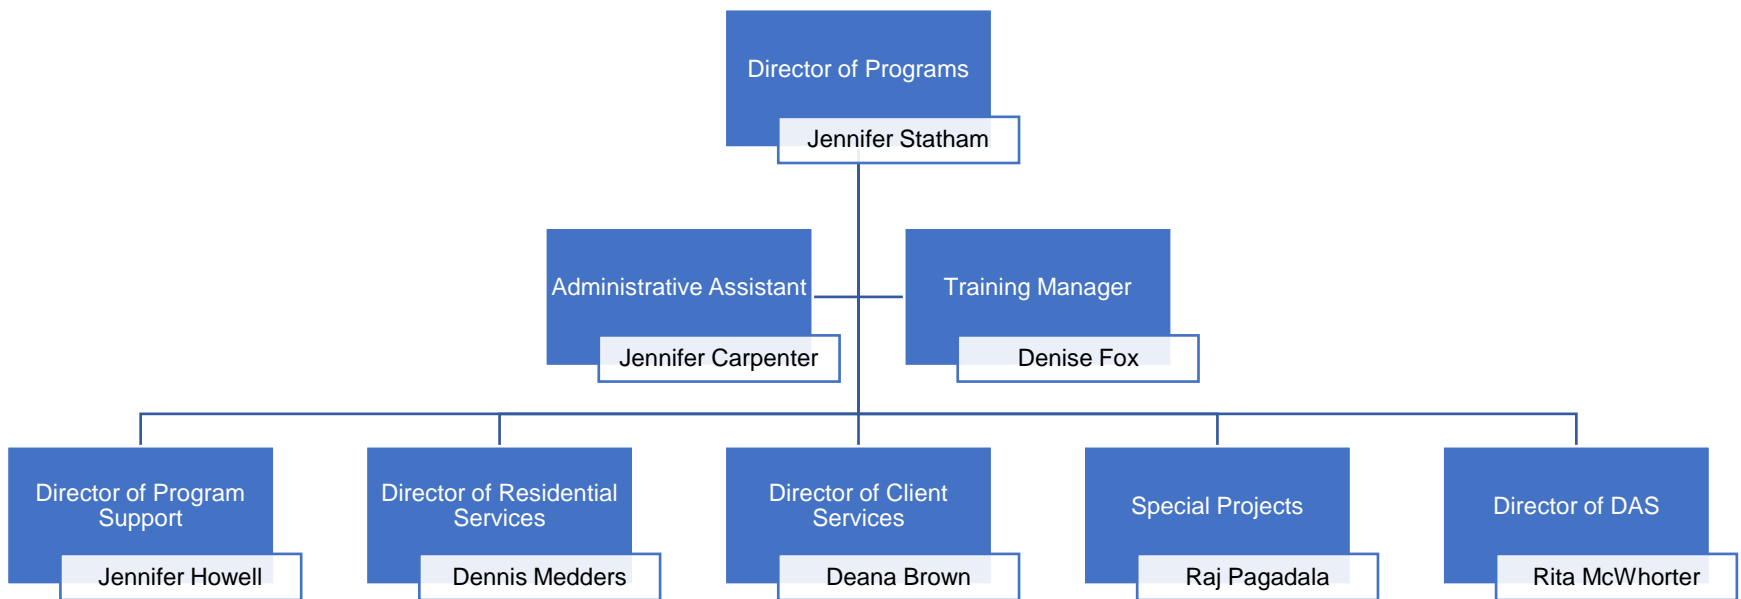 Director of Programs
Jennifer Statham
Administrative Assistant
Jennifer Carpenter
Training Manager
Denise Fox
Director of Program
Support
Jennifer Howell
Director of Residential
Services
Dennis Medders
Director of Client
Services
Deana Brown
Special Projects
Raj Pagadala
Director of DAS
Rita McWhorter